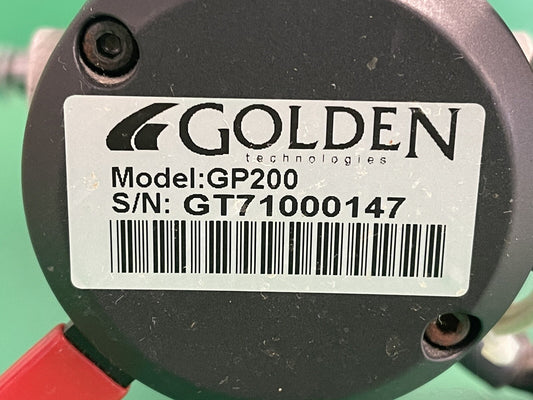 GOLDEN
technologies
Model:GP200
S/N: GT71000147